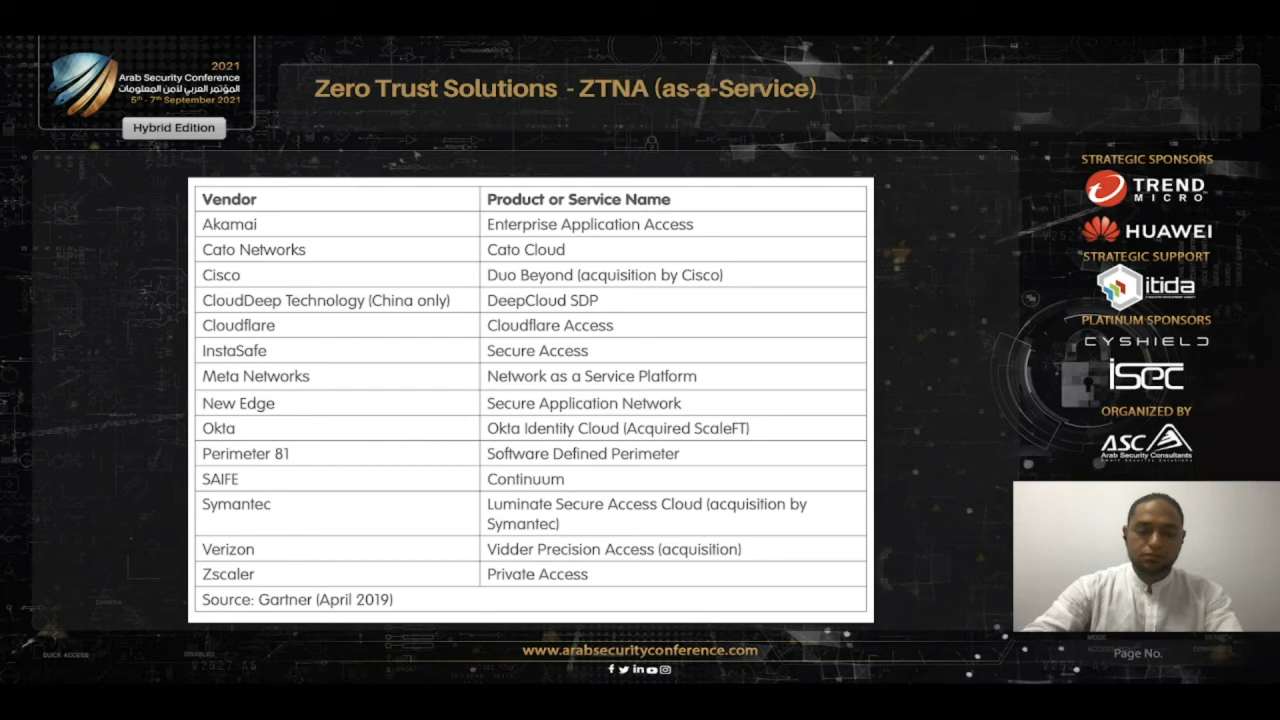 2021
Arab Security Conference
المؤتمر العربي لأمن المعلومات
5th - 7th September 2021
Hybrid Edition
Zero Trust Solutions - ZTNA (as-a-Service)
Vendor Product or Service Name
Akamai Enterprise Application Access
Cato Networks Cato Cloud
Cisco Duo Beyond (acquisition by Cisco)
CloudDeep Technology (China only) DeepCloud SDP
Cloudflare Cloudflare Access
InstaSafe Secure Access
Meta Networks Network as a Service Platform
New Edge Secure Application Network
Okta Okta Identity Cloud (Acquired ScaleFT)
Perimeter 81 Software Defined Perimeter
SAIFE Continuum
Symantec Luminate Secure Access Cloud (acquisition by
Symantec)
Verizon Vidder Precision Access (acquisition)
Zscaler Private Access
Source: Gartner (April 2019)
STRATEGIC SPONSORS
TREND
MICRO
HUAWEI
STRATEGIC SUPPORT
itida
PLATINUM SPONSORS
CYSHIELD
isec
ORGANIZED BY
ASC
Arab Security Consultants
www.arabsecurityconference.com
Page No.
QUICK ACCESS